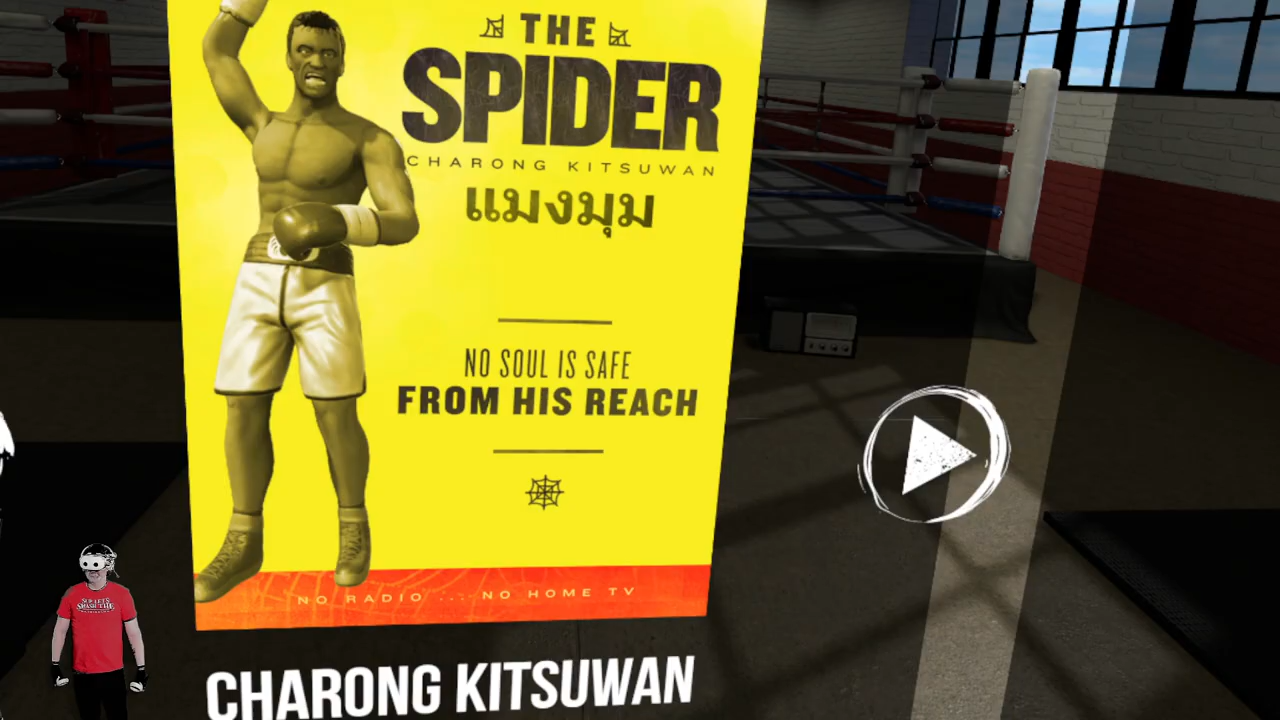 THE
SPIDER
CHARONG KITSUWAN
แมงมุม
NO SOUL IS SAFE
FROM HIS REACH
NO RADIO .... NO HOME TV
CHARONG KITSUWAN